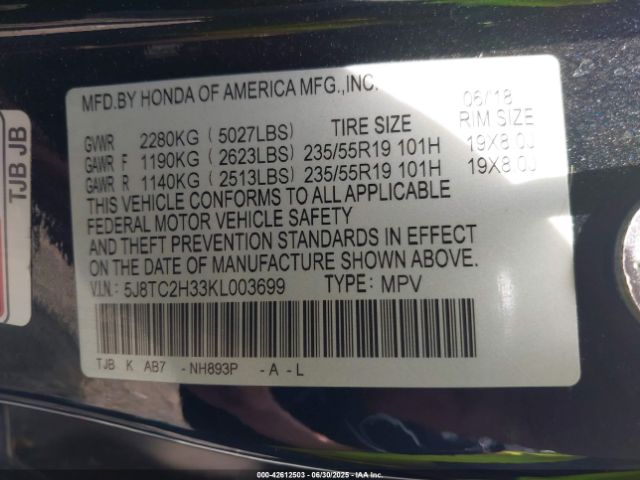 MFD.BY HONDA OF AMERICA MFG.,INC. 06/18
GVWR 2280KG (5027LBS) TIRE SIZE RIM SIZE
GAWR F 1190KG (2623LBS) 235/55R19 101H 19X8.0J
GAWR R 1140KG (2513LBS) 235/55R19 101H 19X8.0J
THIS VEHICLE CONFORMS TO ALL APPLICABLE
FEDERAL MOTOR VEHICLE SAFETY
AND THEFT PREVENTION STANDARDS IN EFFECT
ON THE DATE OF MANUFACTURE SHOWN ABOVE.
V.I.N.: 5J8TC2H33KL003699 TYPE: MPV
TJB K AB7 -NH893P -A -L
TJB JB
000-42612503 - 06/30/2025 - IAAI, Inc.